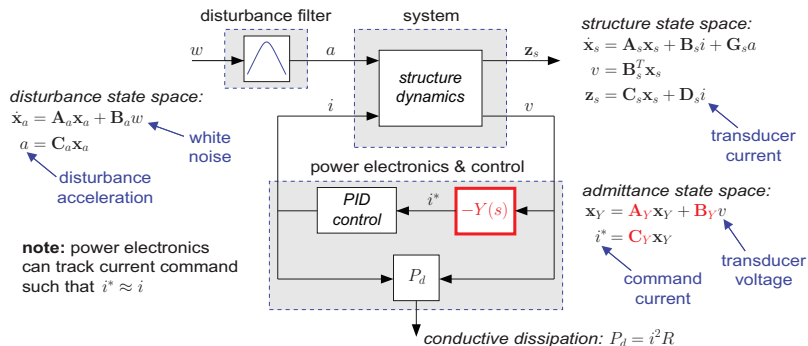 disturbance filter
system
w
a
z_s
i
v
structure
dynamics
structure state space:
ẋ_s = A_s x_s + B_s i + G_s a
v = B_s^T x_s
z_s = C_s x_s + D_s i
transducer
current
disturbance state space:
ẋ_a = A_a x_a + B_a w
a = C_a x_a
white
noise
disturbance
acceleration
power electronics & control
PID
control
i*
−Y(s)
P_d
admittance state space:
x_Y = A_Y x_Y + B_Y v
i* = C_Y x_Y
transducer
voltage
command
current
note: power electronics
can track current command
such that i* ≈ i
conductive dissipation: P_d = i²R